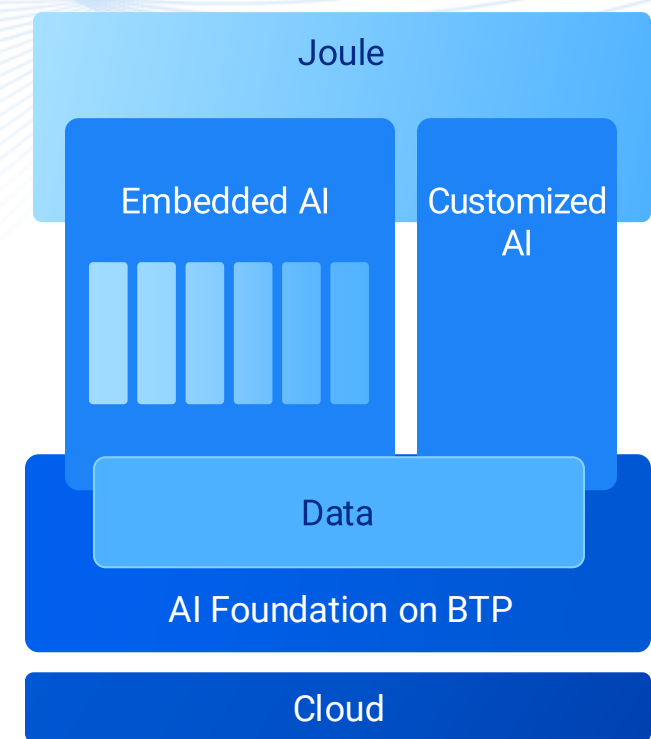 Joule
Embedded AI
Customized
AI
Data
AI Foundation on BTP
Cloud